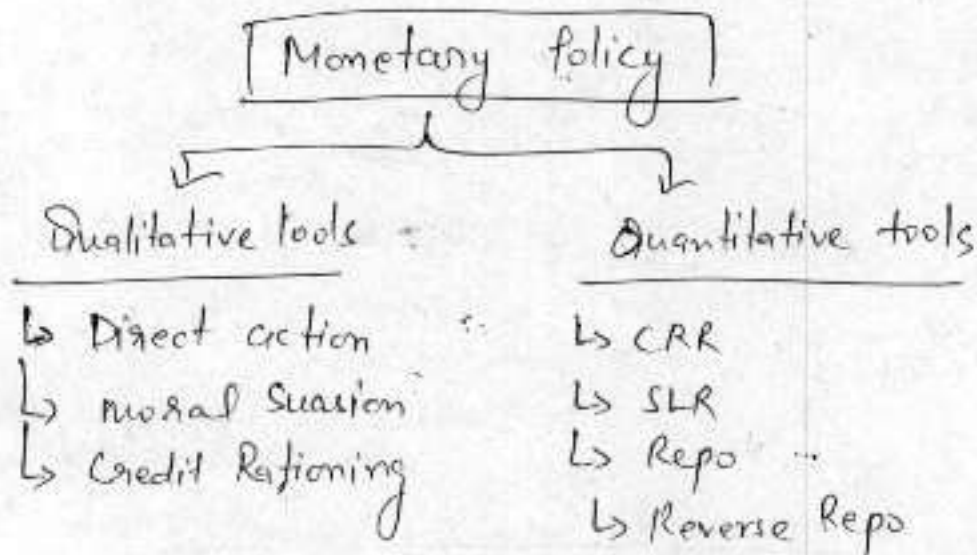 Monetary Policy
Qualitative tools
Direct action
moral Suasion
Credit Rationing
Quantitative tools
CRR
SLR
Repo
Reverse Repo